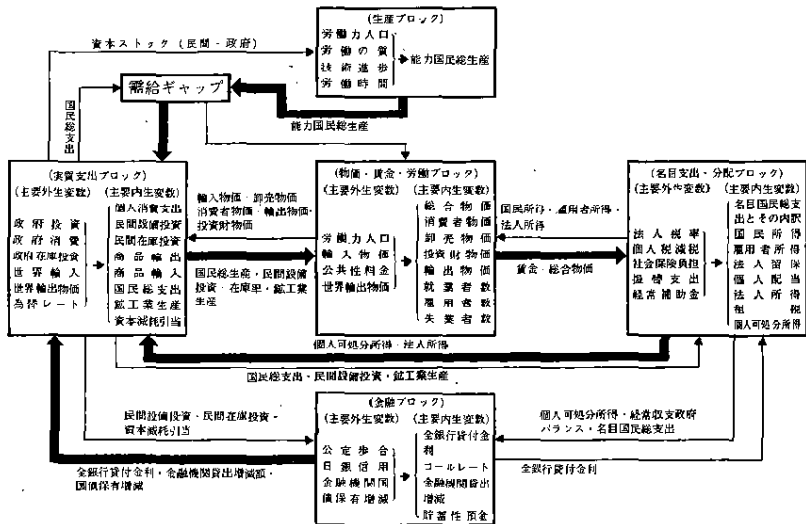 (生産ブロック)
労働力人口
労働の質
技術進歩
労働時間
能力国民総生産
資本ストック(民間・政府)
需給ギャップ
国民総支出
能力国民総生産
(実質支出ブロック)
(主要外生変数)
(主要内生変数)
政府投資
政府消費
政府在庫投資
世界輸入
世界輸出物価
為替レート
個人消費支出
民間設備投資
民間在庫投資
商品輸出
商品輸入
国民総支出
鉱工業生産
資本減耗引当
輸入物価・卸売物価・
消費者物価・輸出物価・
投資財物価
国民総生産・民間設備
投資・在庫率・鉱工業
生産
(物価・賃金・労働ブロック)
(主要外生変数)
(主要内生変数)
労働力人口
輸入物価
公共性料金
世界輸出物価
総合物価
消費者物価
卸売物価
投資財物価
輸出物価
就業者数
雇用者数
失業者数
国民所得・雇用者所得・
法人所得
賃金・総合物価
(名目支出・分配ブロック)
(主要外生変数)
(主要内生変数)
法人税率
個人税減税
社会保険負担
振替支出
経常補助金
名目国民総支
出とその内訳
国民所得
雇用者所得
法人留保
個人配当
法人所得
租税
個人可処分所得
個人可処分所得・法人所得
国民総支出・民間設備投資・鉱工業生産
民間設備投資・民間在庫投資・
資本減耗引当
全銀行貸付金利・金融機関貸出増減額・
国債保有増減
(金融ブロック)
(主要外生変数)
(主要内生変数)
公定歩合
日銀信用
金融機関国
債保有増減
全銀行貸付金
利
コールレート
金融機関貸出
増減
貯蓄性預金
個人可処分所得・経常収支政府
バランス・名目国民総支出
全銀行貸付金利